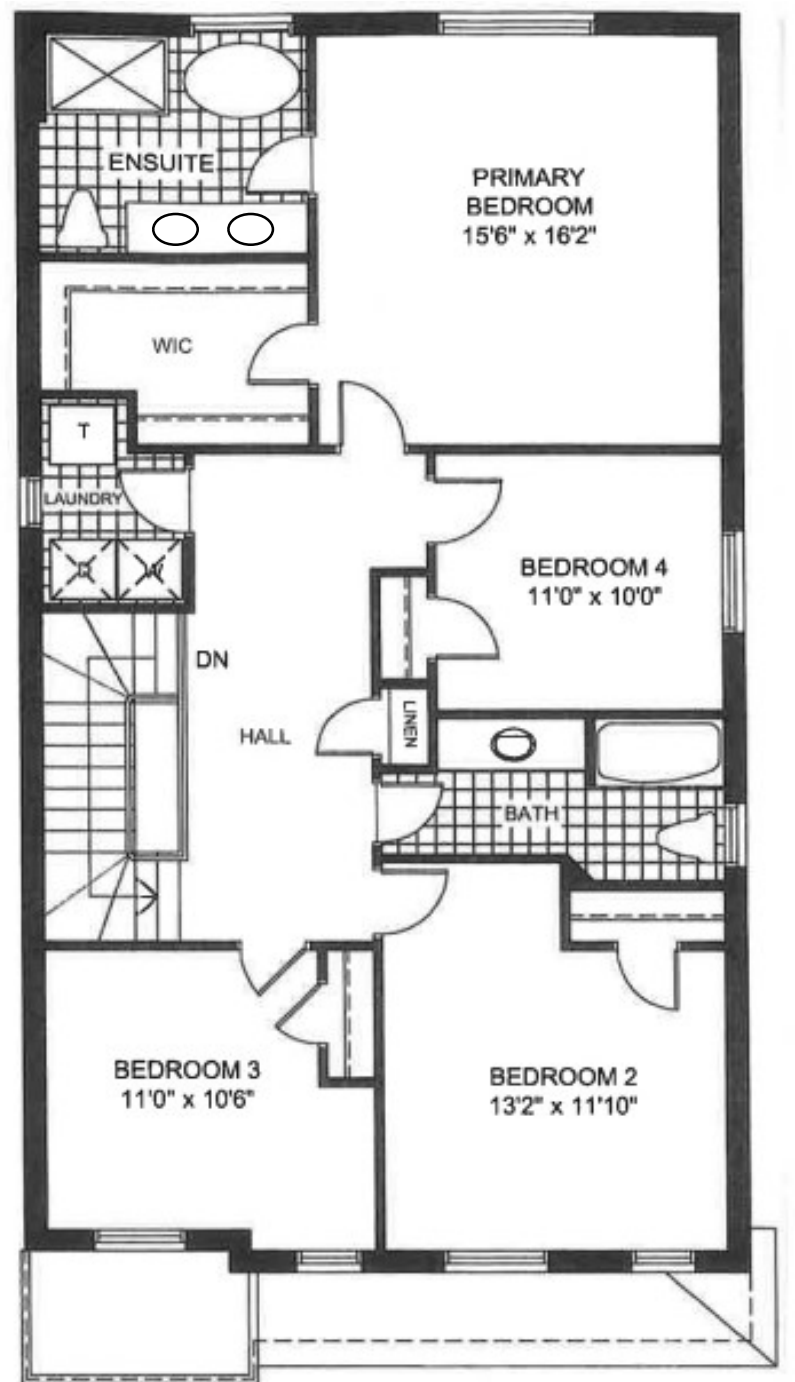 ENSUITE
PRIMARY
BEDROOM
15'6" x 16'2"
WIC
T
LAUNDRY
D
W
BEDROOM 4
11'0" x 10'0"
DN
HALL
LINEN
BATH
BEDROOM 3
11'0" x 10'6"
BEDROOM 2
13'2" x 11'10"